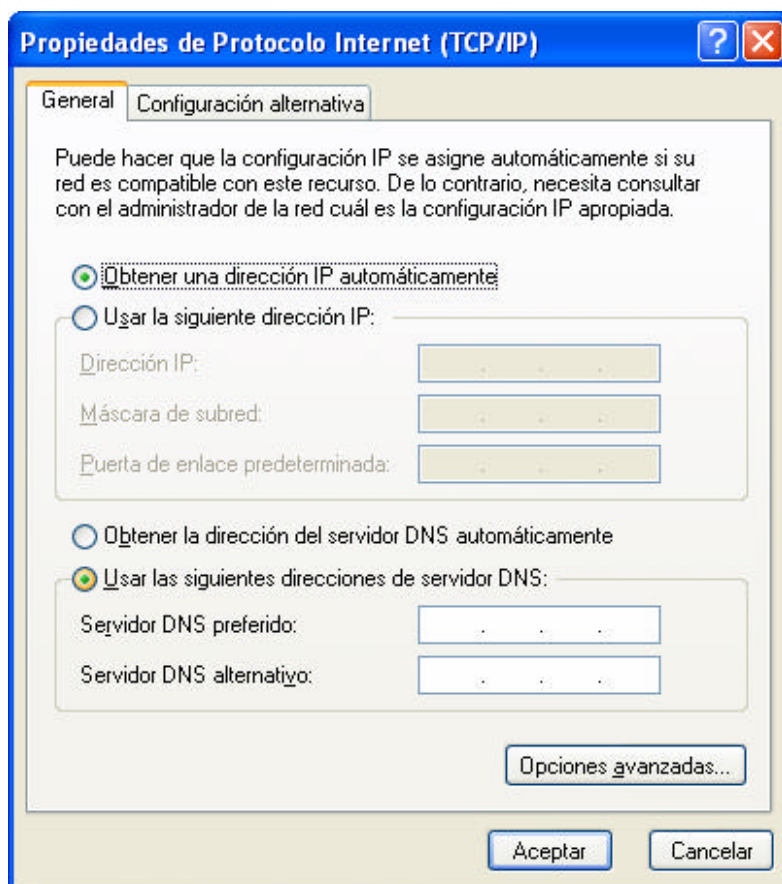 Propiedades de Protocolo Internet (TCP/IP)
General
Configuración alternativa
Puede hacer que la configuración IP se asigne automáticamente si su
red es compatible con este recurso. De lo contrario, necesita consultar
con el administrador de la red cuál es la configuración IP apropiada.
Obtener una dirección IP automáticamente
Usar la siguiente dirección IP:
Dirección IP:
Máscara de subred:
Puerta de enlace predeterminada:
Obtener la dirección del servidor DNS automáticamente
Usar las siguientes direcciones de servidor DNS:
Servidor DNS preferido:
Servidor DNS alternativo:
Opciones avanzadas...
Aceptar
Cancelar